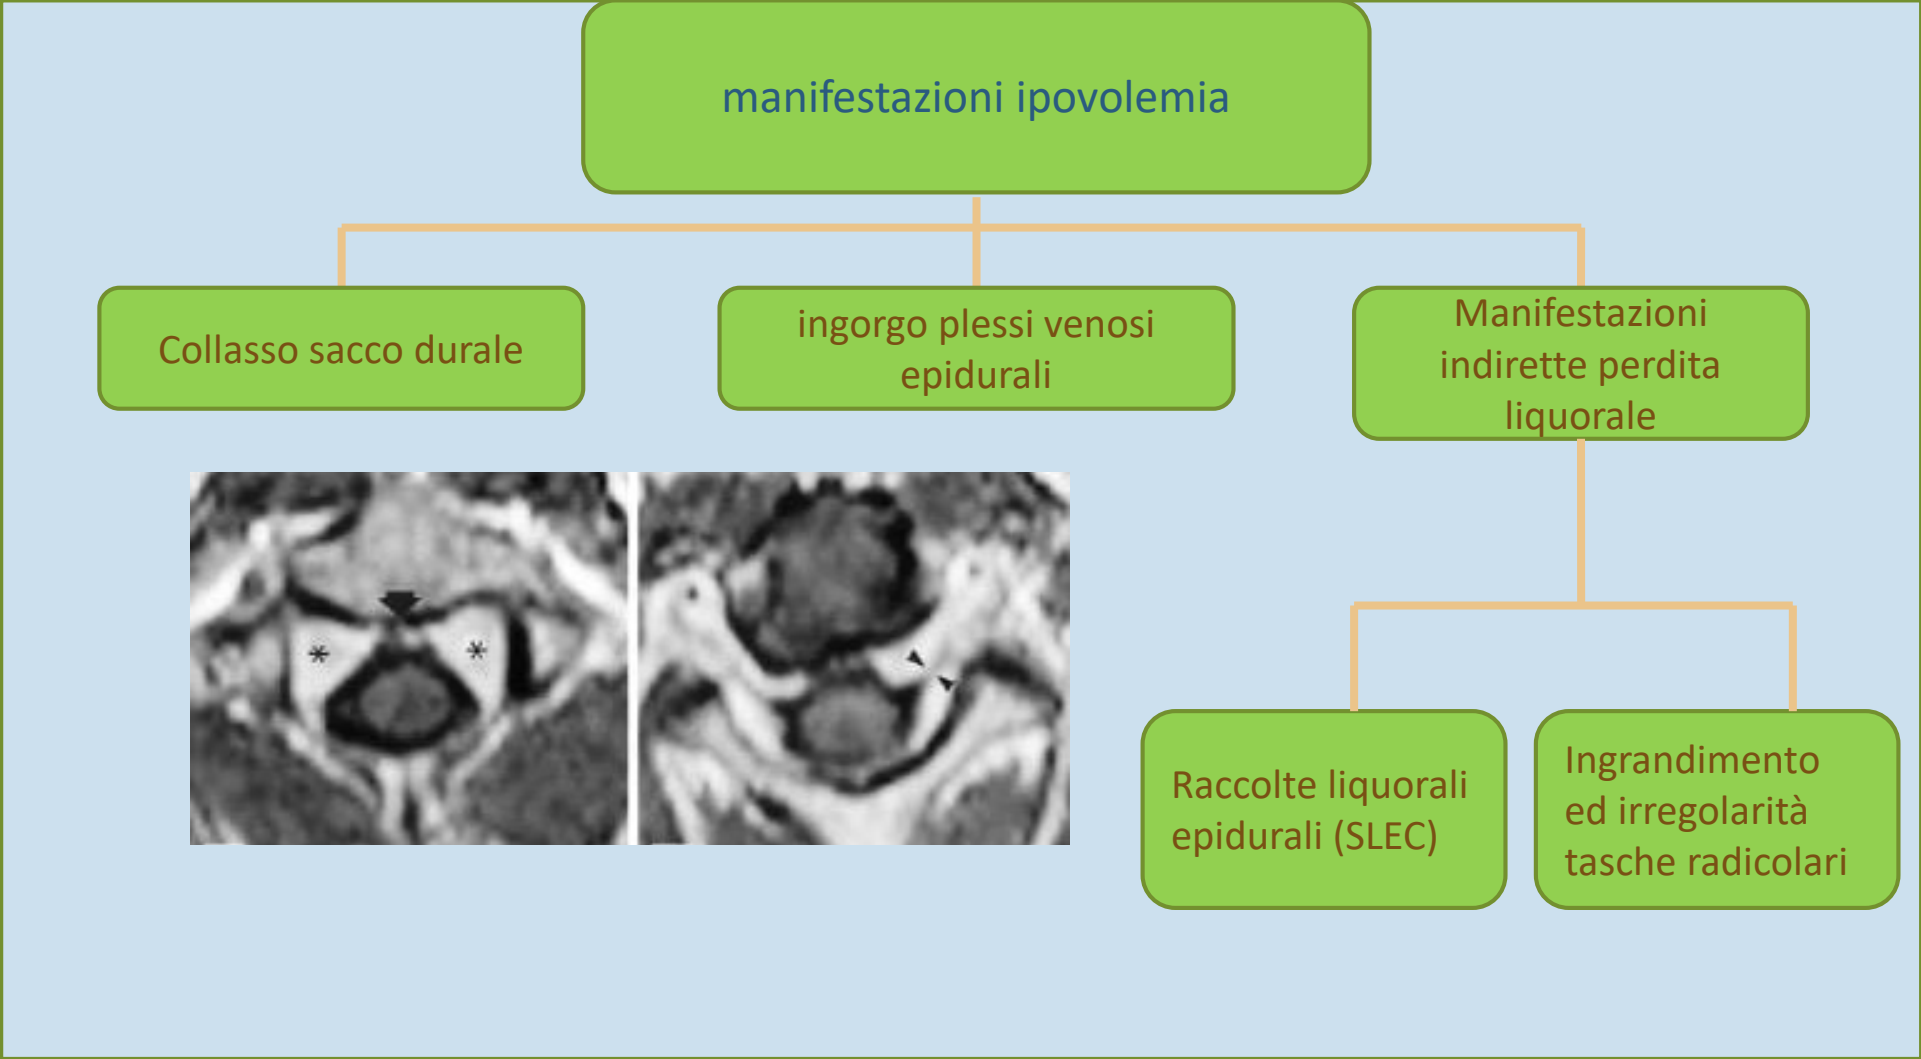 manifestazioni ipovolemia
Collasso sacco durale
ingorgo plessi venosi
epidurali
Manifestazioni
indirette perdita
liquorale
* *
Raccolte liquorali
epidurali (SLEC)
Ingrandimento
ed irregolarità
tasche radicolari